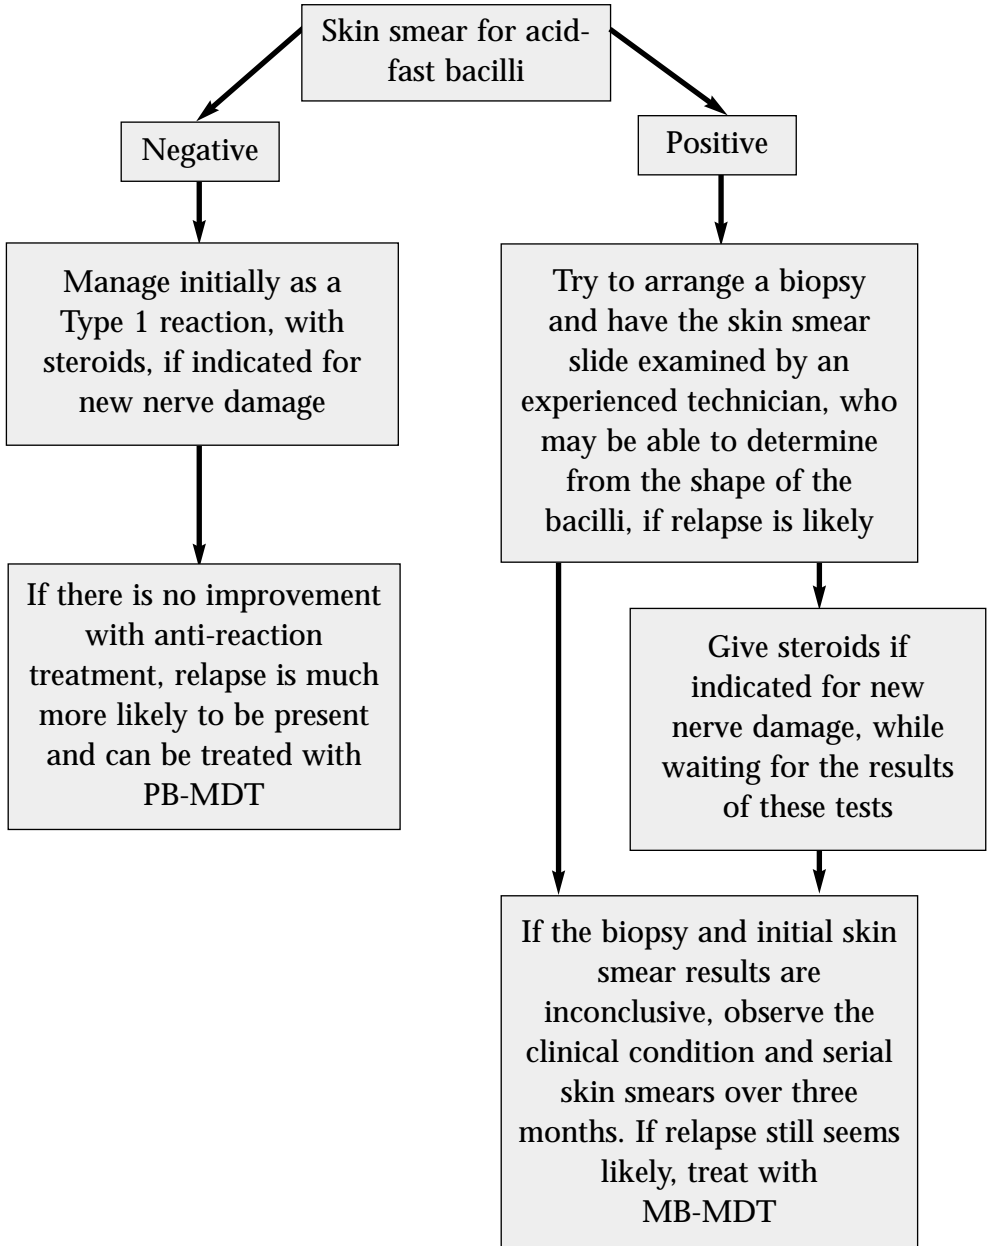 Skin smear for acid-
fast bacilli
Negative
Positive
Manage initially as a
Type 1 reaction, with
steroids, if indicated for
new nerve damage
Try to arrange a biopsy
and have the skin smear
slide examined by an
experienced technician, who
may be able to determine
from the shape of the
bacilli, if relapse is likely
If there is no improvement
with anti-reaction
treatment, relapse is much
more likely to be present
and can be treated with
PB-MDT
Give steroids if
indicated for new
nerve damage, while
waiting for the results
of these tests
If the biopsy and initial skin
smear results are
inconclusive, observe the
clinical condition and serial
skin smears over three
months. If relapse still seems
likely, treat with
MB-MDT